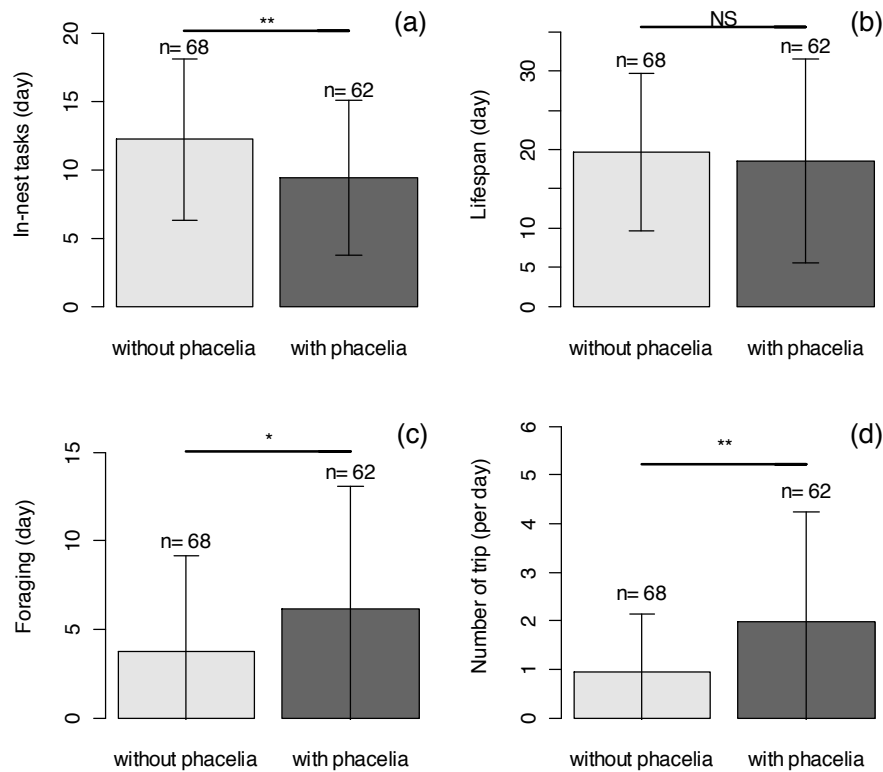 (a)
**
n= 68
n= 62
In-nest tasks (day)
20
15
10
5
0
without phacelia
with phacelia
(b)
NS
n= 68
n= 62
Lifespan (day)
30
20
10
5
0
without phacelia
with phacelia
(c)
*
n= 68
n= 62
Foraging (day)
15
10
5
0
without phacelia
with phacelia
(d)
**
n= 68
n= 62
Number of trip (per day)
6
5
4
3
2
1
0
without phacelia
with phacelia